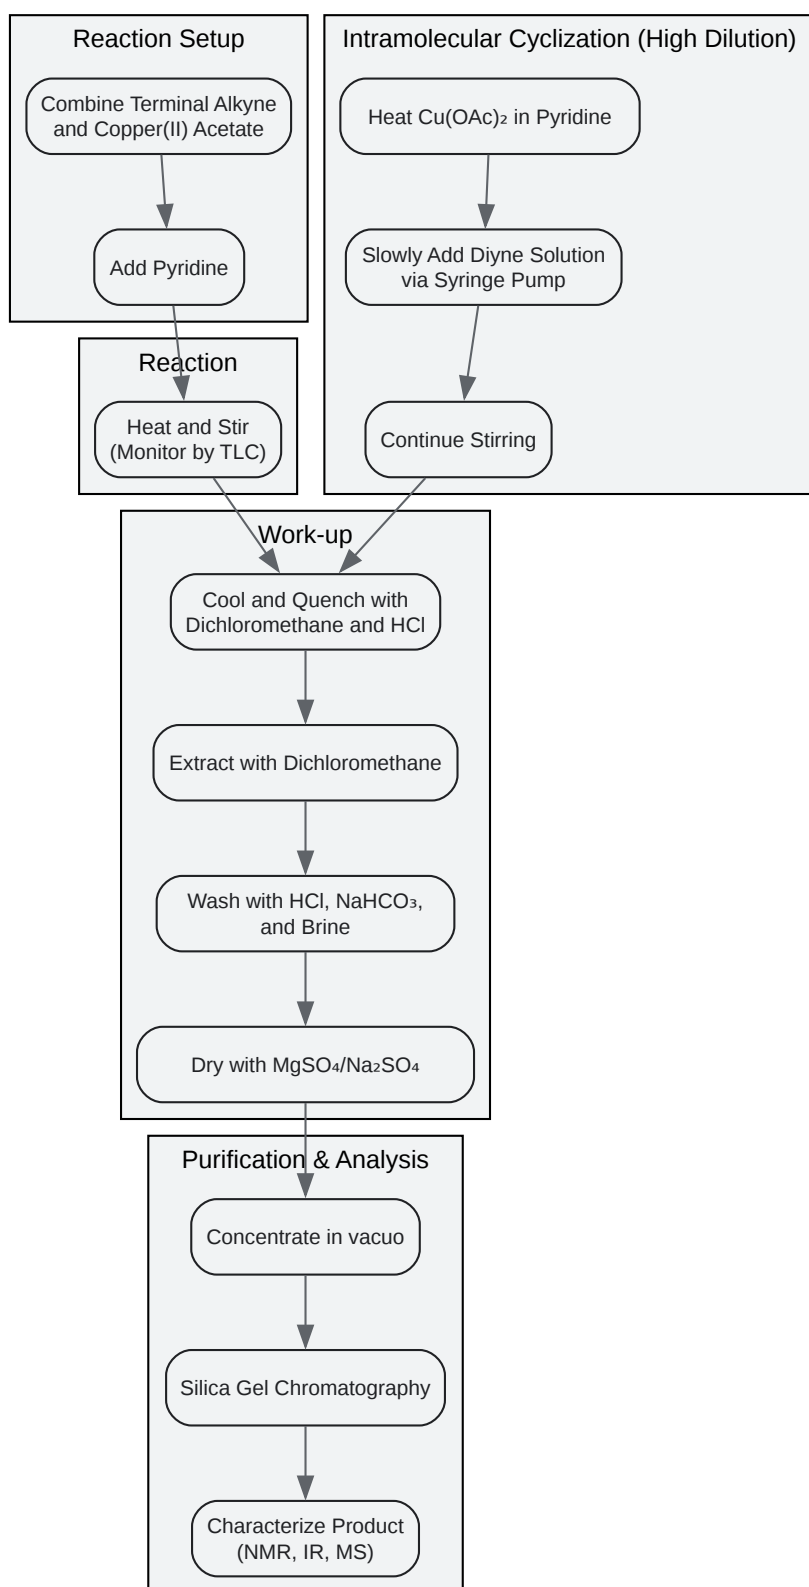 Reaction Setup
Combine Terminal Alkyne
and Copper(II) Acetate
Add Pyridine
Intramolecular Cyclization (High Dilution)
Heat Cu(OAc)₂ in Pyridine
Slowly Add Diyne Solution
via Syringe Pump
Continue Stirring
Reaction
Heat and Stir
(Monitor by TLC)
Work-up
Cool and Quench with
Dichloromethane and HCl
Extract with Dichloromethane
Wash with HCl, NaHCO₃,
and Brine
Dry with MgSO₄/Na₂SO₄
Purification & Analysis
Concentrate in vacuo
Silica Gel Chromatography
Characterize Product
(NMR, IR, MS)